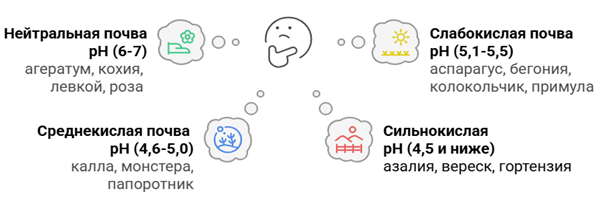 Нейтральная почва
pH (6-7)
агератум, кохия,
левкой, роза
Слабокислая почва
pH (5,1-5,5)
аспарагус, бегония,
колокольчик, примула
Среднекислая почва
pH (4,6-5,0)
калла, монстера,
папоротник
Сильнокислая
pH (4,5 и ниже)
азалия, вереск, гортензия